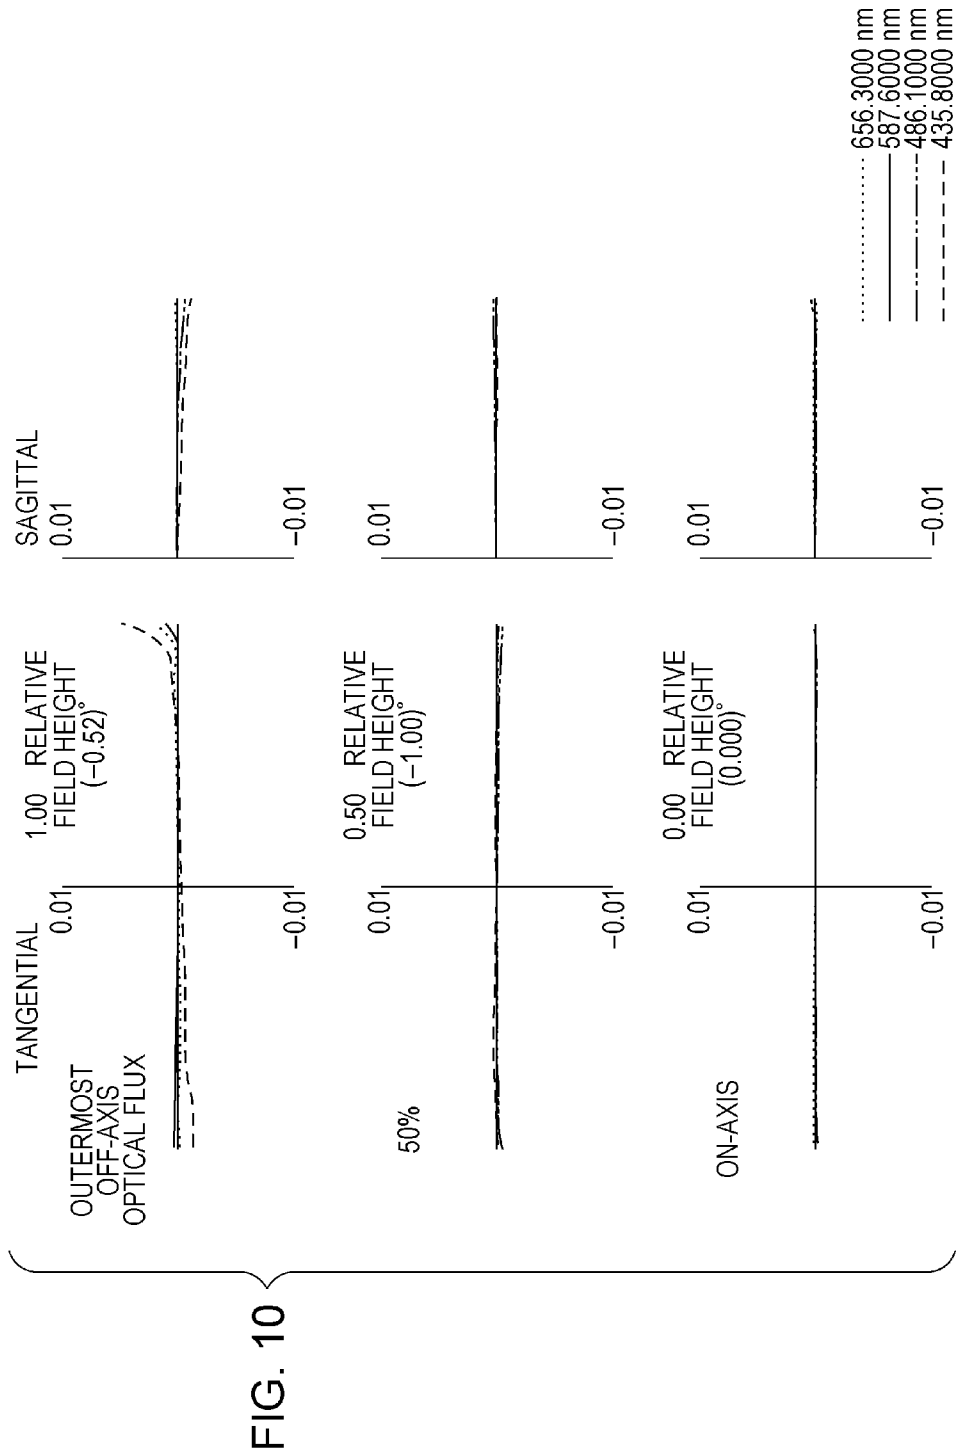 FIG. 10
TANGENTIAL
SAGITTAL
OUTERMOST
OFF-AXIS
OPTICAL FLUX
0.01
-0.01
1.00 RELATIVE
FIELD HEIGHT
(-0.52)°
0.01
-0.01
50%
0.01
-0.01
0.50 RELATIVE
FIELD HEIGHT
(-1.00)°
0.01
-0.01
ON-AXIS
0.01
-0.01
0.00 RELATIVE
FIELD HEIGHT
(0.000)°
0.01
-0.01
656.3000 nm
587.6000 nm
486.1000 nm
435.8000 nm